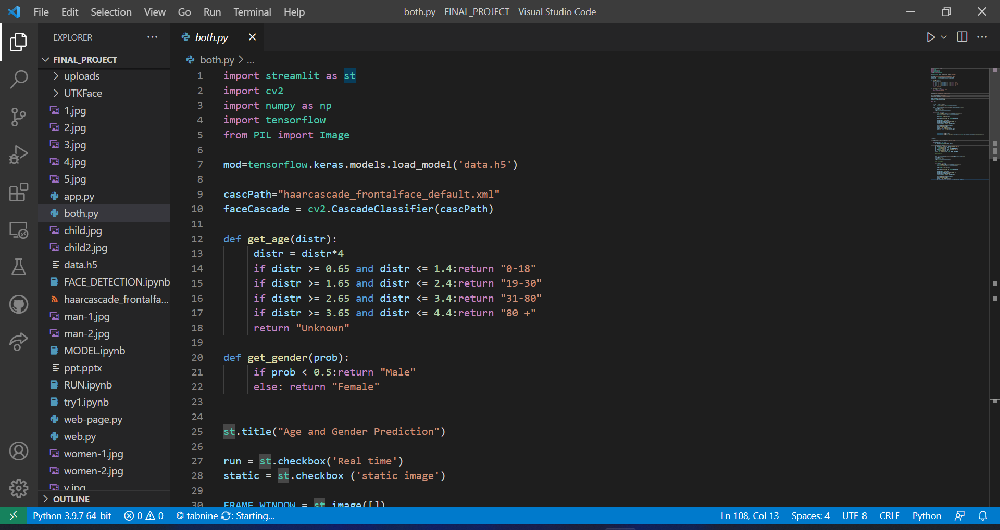 File Edit Selection View Go Run Terminal Help
both.py - FINAL_PROJECT - Visual Studio Code
EXPLORER
FINAL_PROJECT
uploads
UTKFace
1.jpg
2.jpg
3.jpg
4.jpg
5.jpg
app.py
both.py
child.jpg
child2.jpg
data.h5
FACE_DETECTION.ipynb
haarcascade_frontalfa...
man-1.jpg
man-2.jpg
MODEL.ipynb
ppt.pptx
RUN.ipynb
try1.ipynb
web-page.py
web.py
women-1.jpg
women-2.jpg
OUTLINE
both.py
both.py > ...
1 import streamlit as st
2 import cv2
3 import numpy as np
4 import tensorflow
5 from PIL import Image
6
7 mod=tensorflow.keras.models.load_model('data.h5')
8
9 cascPath="haarcascade_frontalface_default.xml"
10 faceCascade = cv2.CascadeClassifier(cascPath)
11
12 def get_age(distr):
13 distr = distr*4
14 if distr >= 0.65 and distr <= 1.4:return "0-18"
15 if distr >= 1.65 and distr <= 2.4:return "19-30"
16 if distr >= 2.65 and distr <= 3.4:return "31-80"
17 if distr >= 3.65 and distr <= 4.4:return "80 +"
18 return "Unknown"
19
20 def get_gender(prob):
21 if prob < 0.5:return "Male"
22 else: return "Female"
23
24
25 st.title("Age and Gender Prediction")
26
27 run = st.checkbox('Real time')
28 static = st.checkbox ('static image')
29
30 FRAME_WINDOW = st.image([])
Python 3.9.7 64-bit 0 0 tabnine : Starting...
Ln 108, Col 13 Spaces: 4 UTF-8 CRLF Python